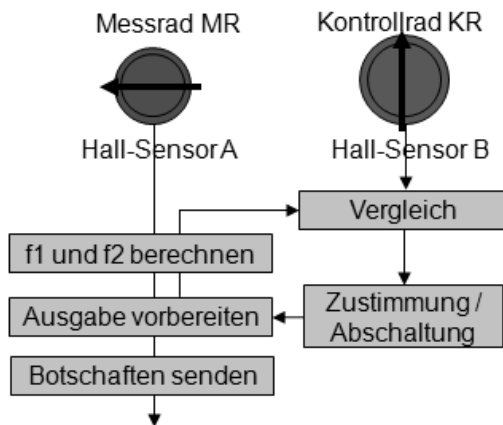 Messrad MR
Kontrollrad KR
Hall-Sensor A
Hall-Sensor B
Vergleich
f1 und f2 berechnen
Ausgabe vorbereiten
Zustimmung /
Abschaltung
Botschaften senden